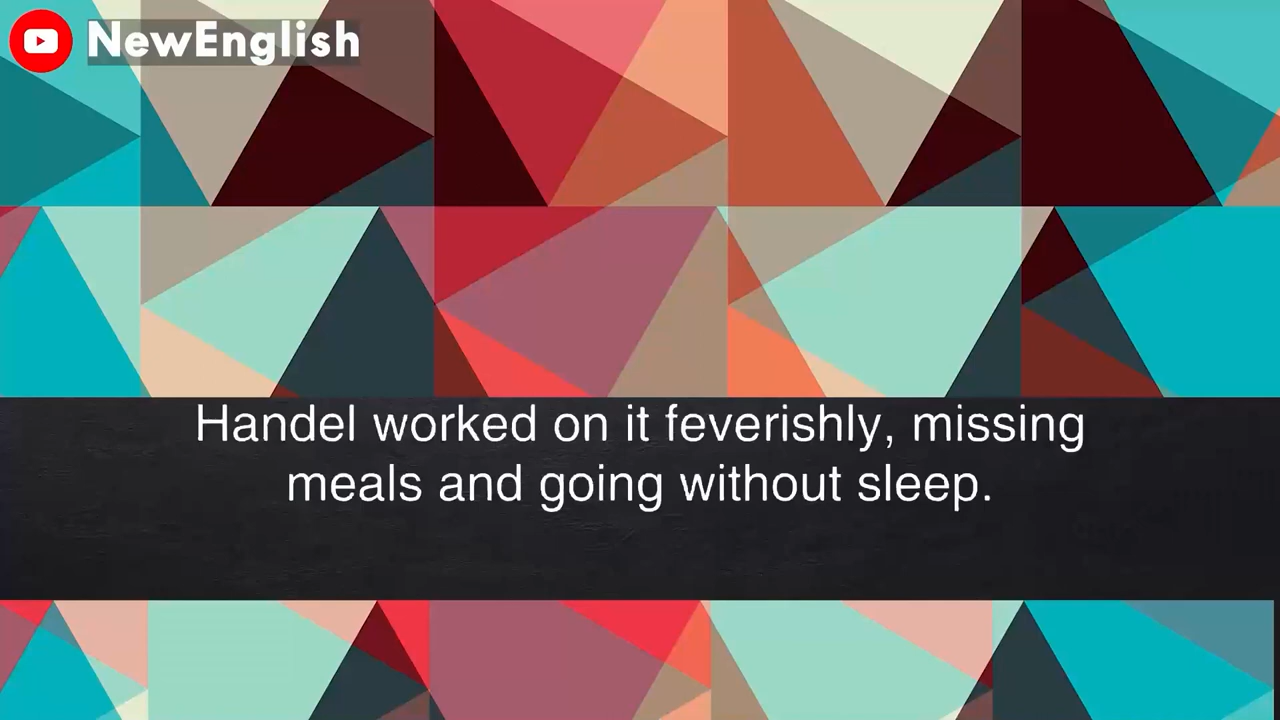 NewEnglish
Handel worked on it feverishly, missing
meals and going without sleep.